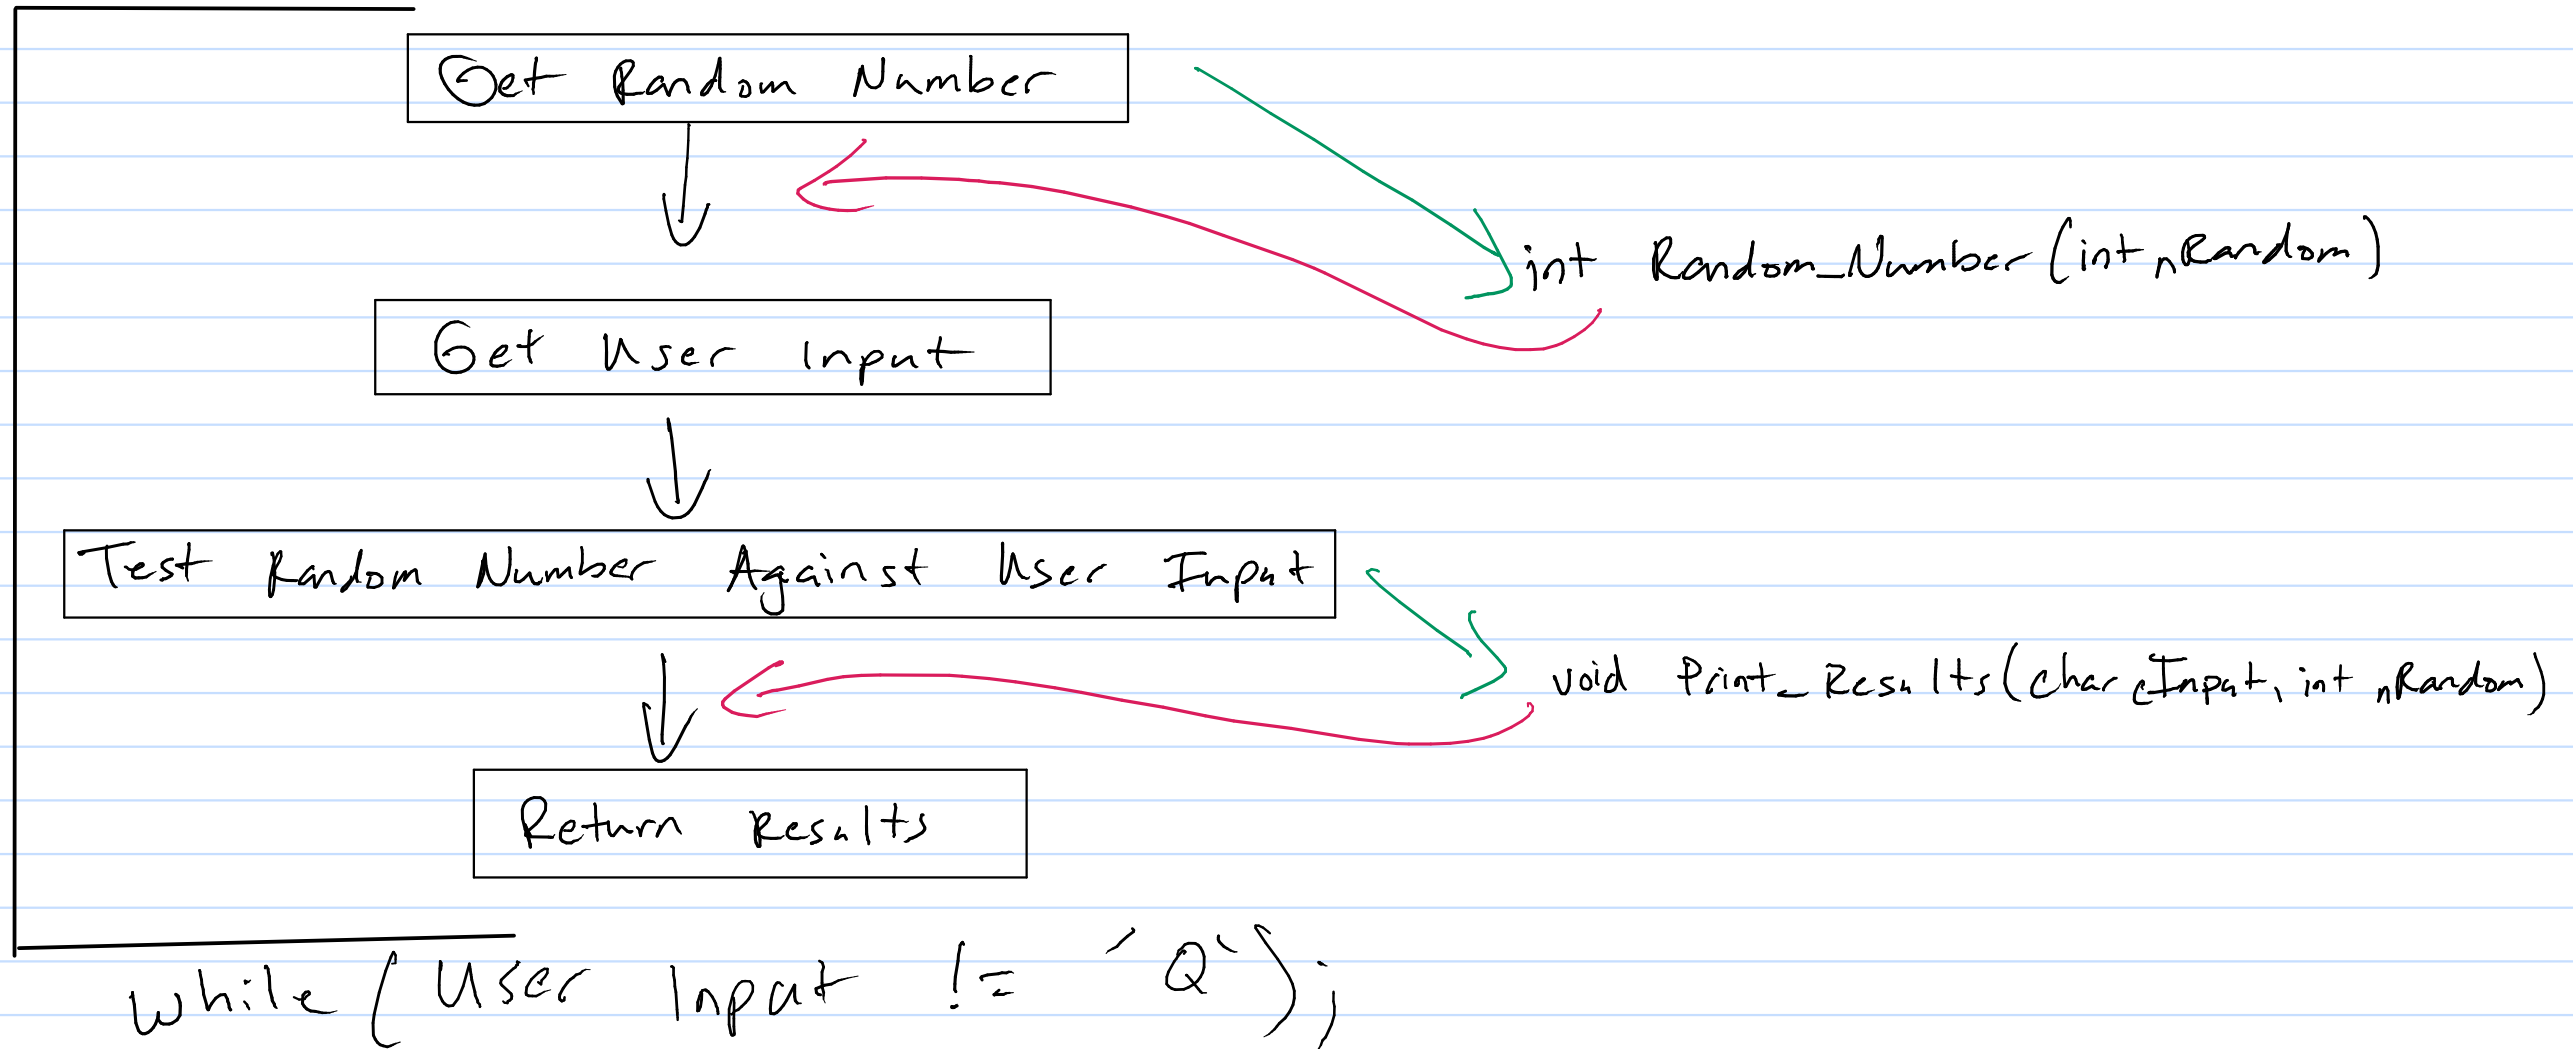 Get Random Number
int Random_Number(int nRandom)
Get User Input
Test Random Number Against User Input
void Print_Results(char cInput, int nRandom)
Return Results
while(User Input != 'Q');